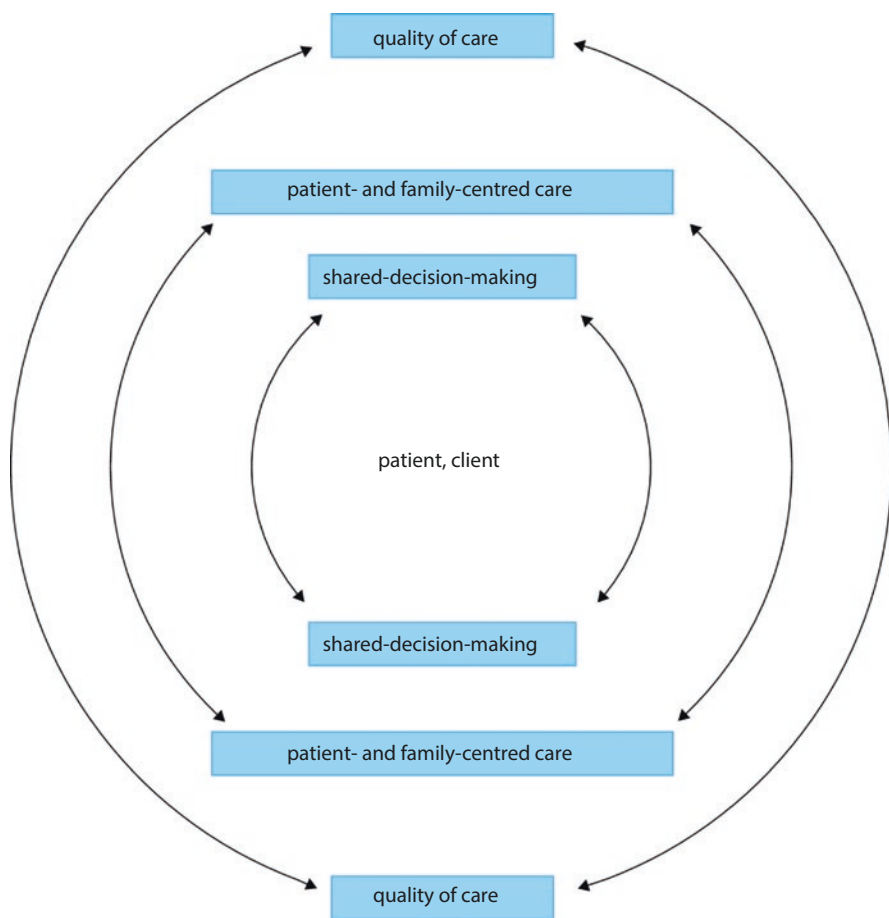 quality of care
patient- and family-centred care
shared-decision-making
patient, client
shared-decision-making
patient- and family-centred care
quality of care